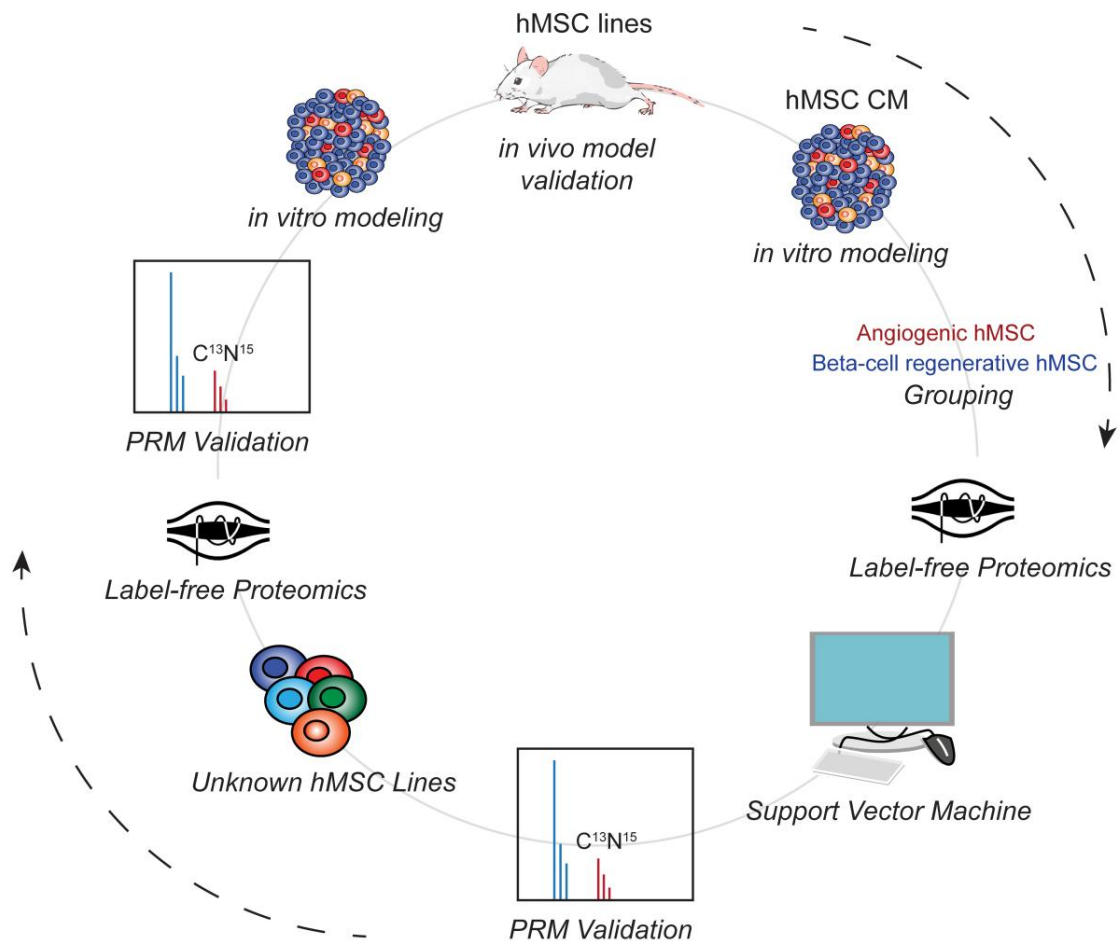 hMSC lines
in vivo model
validation
hMSC CM
in vitro modeling
Angiogenic hMSC
Beta-cell regenerative hMSC
Grouping
Label-free Proteomics
Support Vector Machine
C¹³N¹⁵
PRM Validation
Unknown hMSC Lines
Label-free Proteomics
C¹³N¹⁵
PRM Validation
in vitro modeling